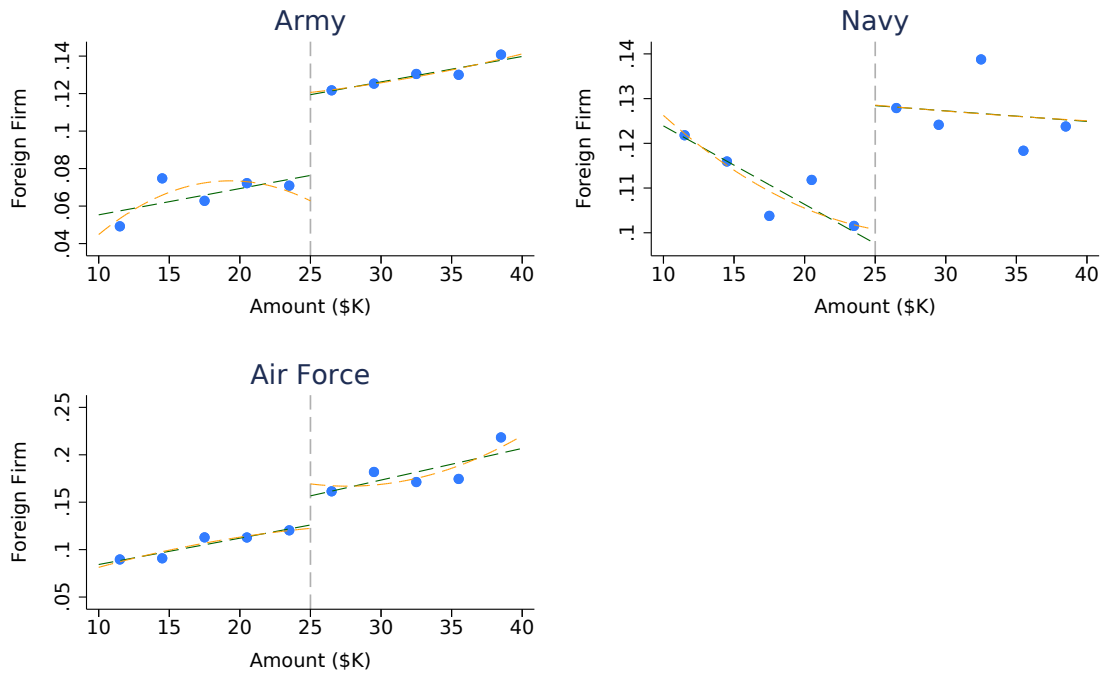 Army
Foreign Firm
.04 .06 .08 .1 .12 .14
10 15 20 25 30 35 40
Amount ($K)
Navy
Foreign Firm
.1 .11 .12 .13 .14
10 15 20 25 30 35 40
Amount ($K)
Air Force
Foreign Firm
.05 .1 .15 .2 .25
10 15 20 25 30 35 40
Amount ($K)